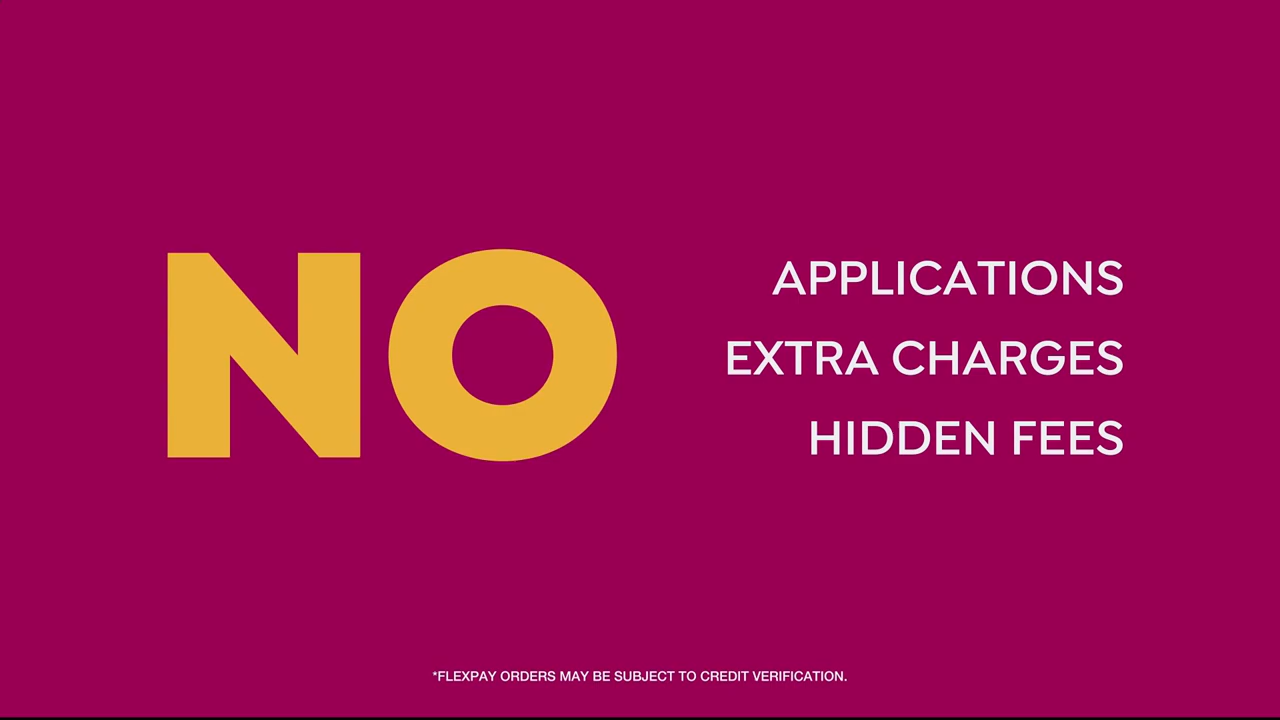 NO
APPLICATIONS
EXTRA CHARGES
HIDDEN FEES
*FLEXPAY ORDERS MAY BE SUBJECT TO CREDIT VERIFICATION.